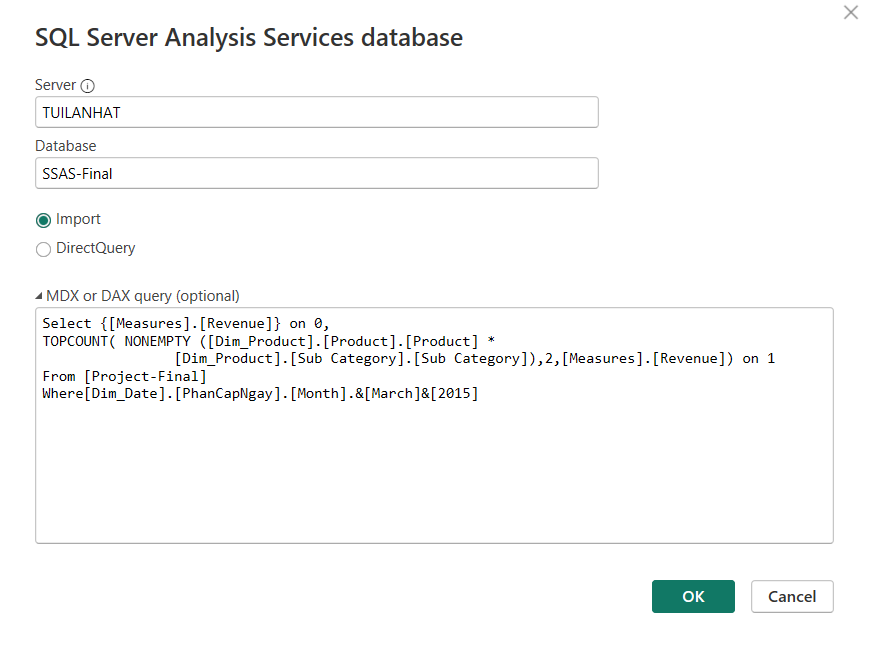 SQL Server Analysis Services database
Server
TUILANHAT
Database
SSAS-Final
Import
DirectQuery
MDX or DAX query (optional)
Select {[Measures].[Revenue]} on 0,
TOPCOUNT( NONEMPTY ([Dim_Product].[Product].[Product] *
[Dim_Product].[Sub Category].[Sub Category]),2,[Measures].[Revenue]) on 1
From [Project-Final]
Where[Dim_Date].[PhanCapNgay].[Month].&[March]&[2015]
OK Cancel